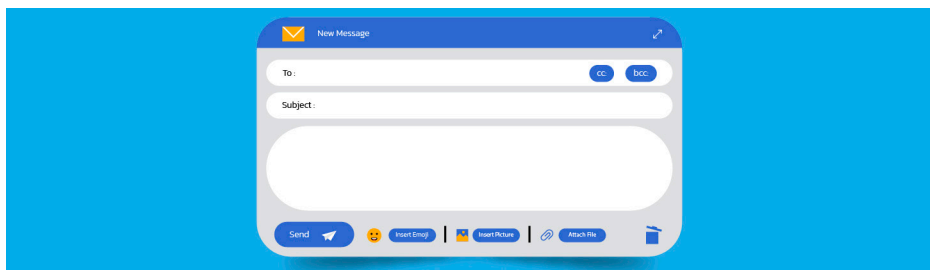 New Message
To :
cc
bcc
Subject :
Send
Insert Emoji
Insert Picture
Attach File